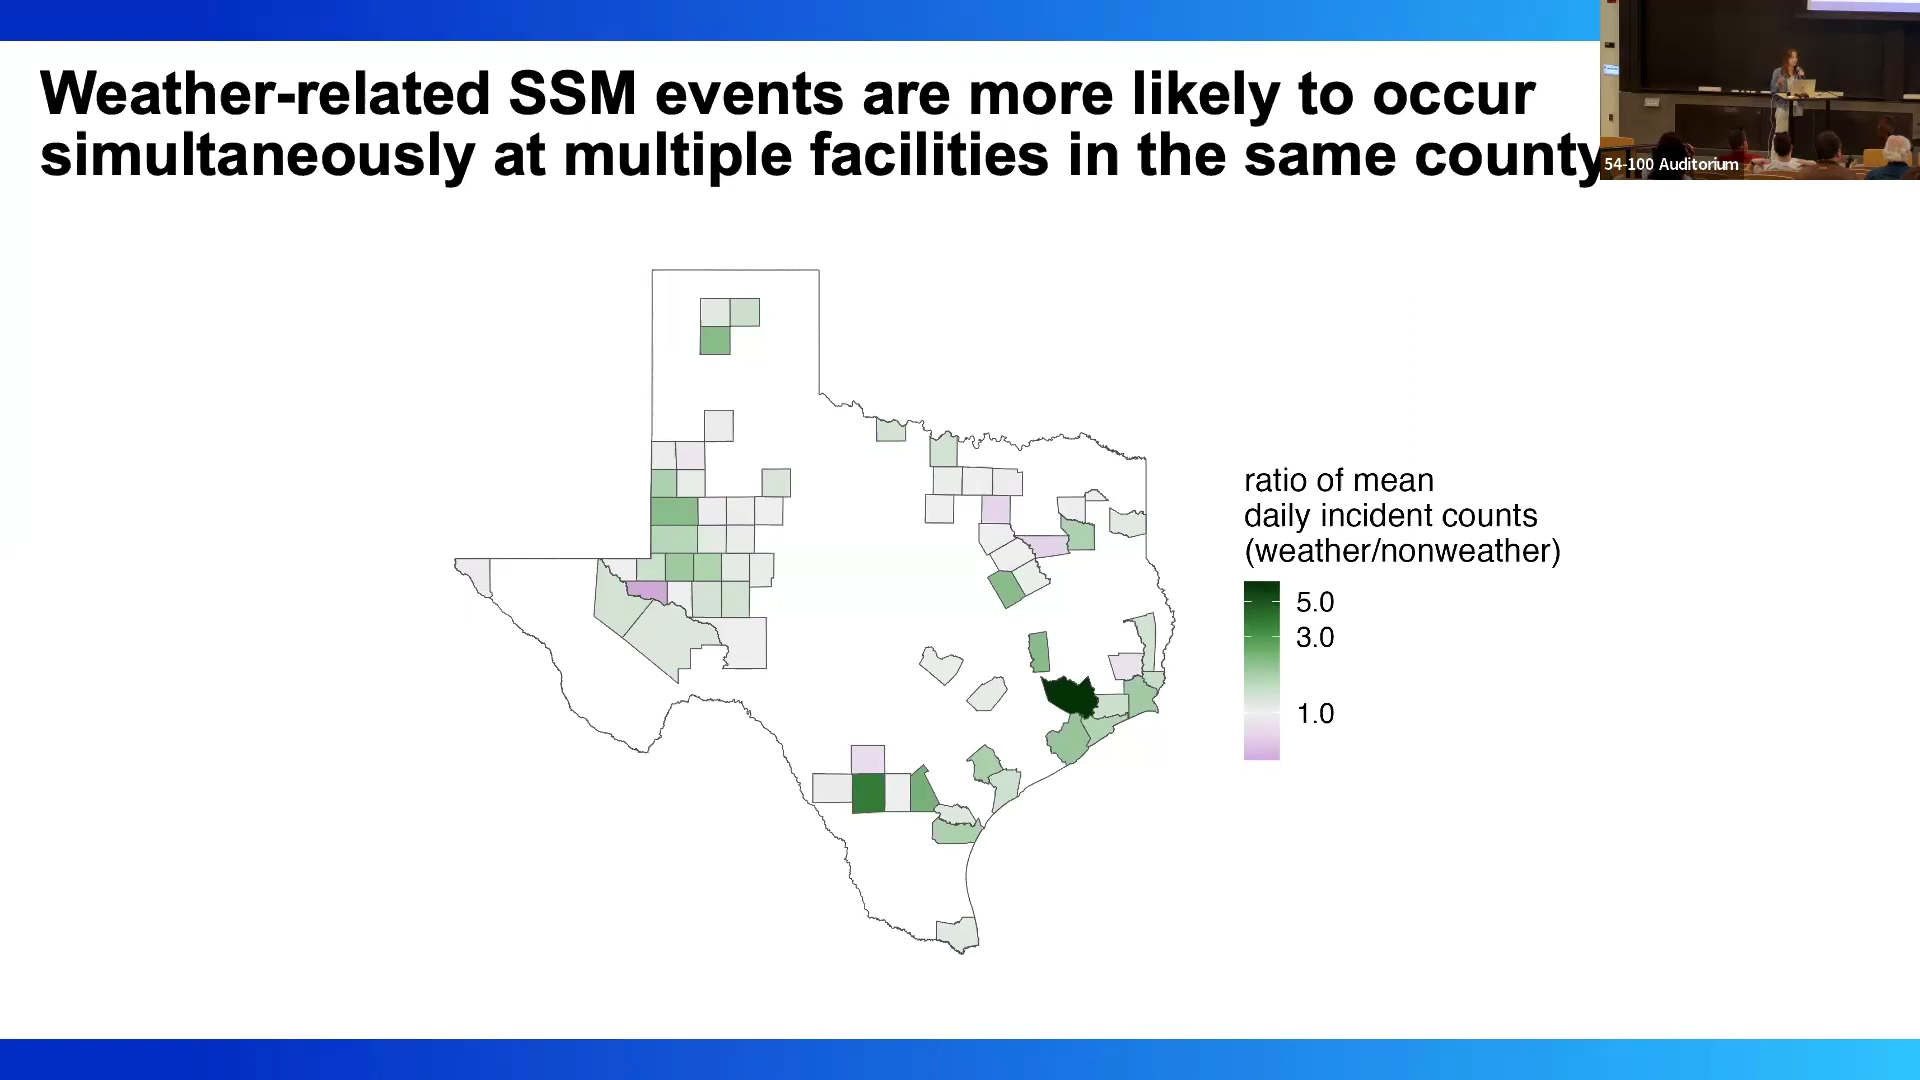 Weather-related SSM events are more likely to occur
simultaneously at multiple facilities in the same county
54-100 Auditorium
ratio of mean
daily incident counts
(weather/nonweather)
5.0
3.0
1.0